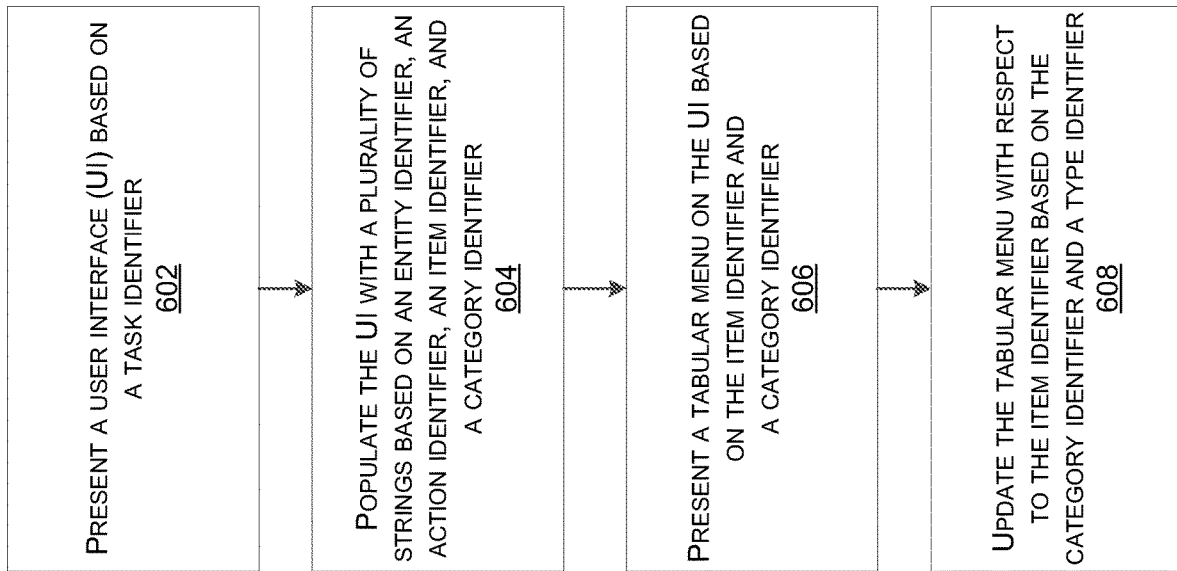 PRESENT A USER INTERFACE (UI) BASED ON
A TASK IDENTIFIER
602
POPULATE THE UI WITH A PLURALITY OF
STRINGS BASED ON AN ENTITY IDENTIFIER, AN
ACTION IDENTIFIER, AN ITEM IDENTIFIER, AND
A CATEGORY IDENTIFIER
604
PRESENT A TABULAR MENU ON THE UI BASED
ON THE ITEM IDENTIFIER AND
A CATEGORY IDENTIFIER
606
UPDATE THE TABULAR MENU WITH RESPECT
TO THE ITEM IDENTIFIER BASED ON THE
CATEGORY IDENTIFIER AND A TYPE IDENTIFIER
608